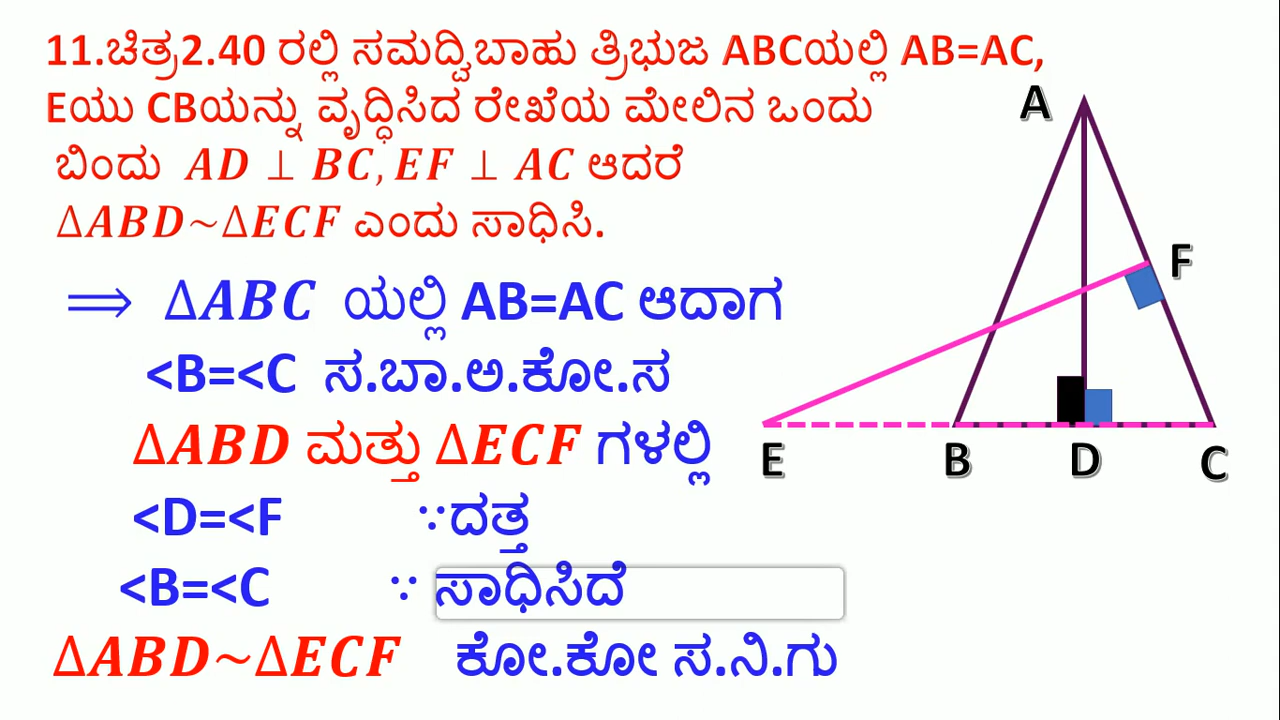 11.ಚಿತ್ರ2.40 ರಲ್ಲಿ ಸಮದ್ವಿಬಾಹು ತ್ರಿಭುಜ ABCಯಲ್ಲಿ AB=AC,
Eಯು CBಯನ್ನು ವೃದ್ಧಿಸಿದ ರೇಖೆಯ ಮೇಲಿನ ಒಂದು
ಬಿಂದು AD ⊥ BC, EF ⊥ AC ಆದರೆ
ΔABD~ΔECF ಎಂದು ಸಾಧಿಸಿ.
⟹ ΔABC ಯಲ್ಲಿ AB=AC ಆದಾಗ
<B=<C ಸ.ಬಾ.ಅ.ಕೋ.ಸ
ΔABD ಮತ್ತು ΔECF ಗಳಲ್ಲಿ
<D=<F ∵ದತ್ತ
<B=<C ∵ ಸಾಧಿಸಿದೆ
ΔABD~ΔECF ಕೋ.ಕೋ ಸ.ನಿ.ಗು
A
F
E B D C